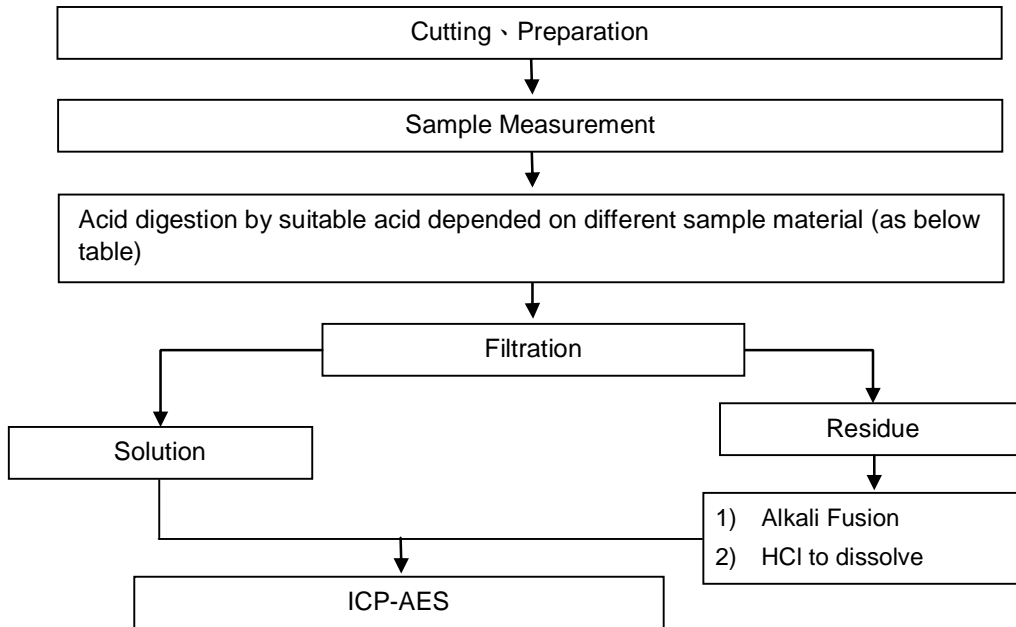 Cutting、Preparation
Sample Measurement
Acid digestion by suitable acid depended on different sample material (as below
table)
Filtration
Solution
Residue
1) Alkali Fusion
2) HCl to dissolve
ICP-AES